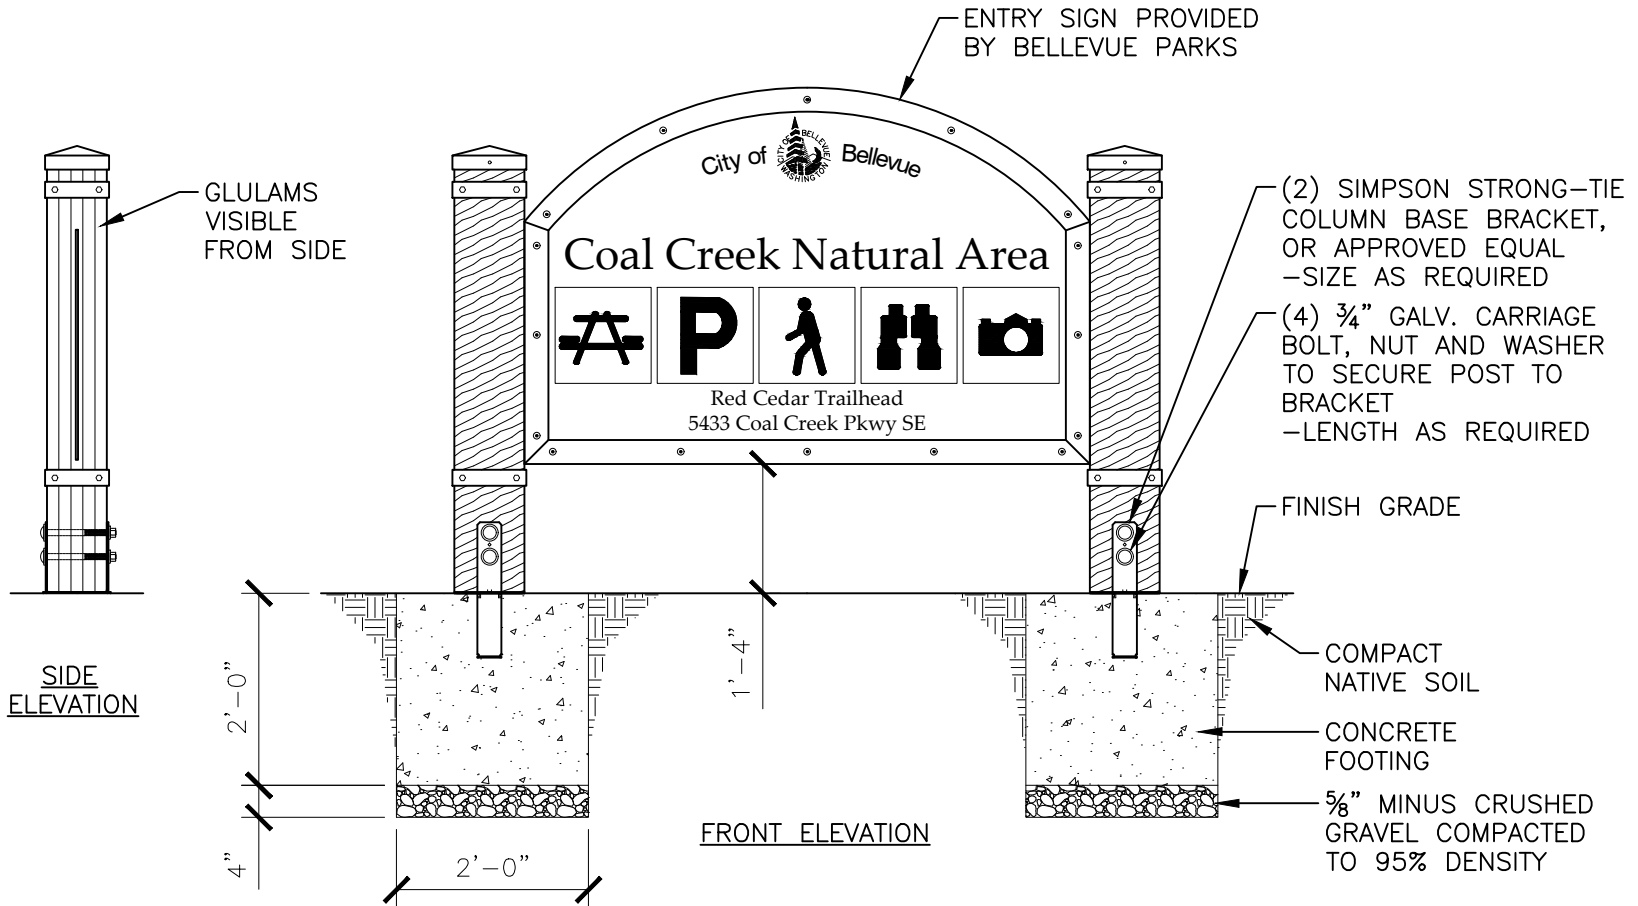 ENTRY SIGN PROVIDED
BY BELLEVUE PARKS
City of Bellevue
CITY OF BELLEVUE
WASHINGTON
GLULAMS
VISIBLE
FROM SIDE
Coal Creek Natural Area
P
Red Cedar Trailhead
5433 Coal Creek Pkwy SE
(2) SIMPSON STRONG-TIE
COLUMN BASE BRACKET,
OR APPROVED EQUAL
-SIZE AS REQUIRED
(4) ¾" GALV. CARRIAGE
BOLT, NUT AND WASHER
TO SECURE POST TO
BRACKET
-LENGTH AS REQUIRED
FINISH GRADE
SIDE
ELEVATION
2'-0"
4"
2'-0"
1'-4"
COMPACT
NATIVE SOIL
CONCRETE
FOOTING
⅝" MINUS CRUSHED
GRAVEL COMPACTED
TO 95% DENSITY
FRONT ELEVATION